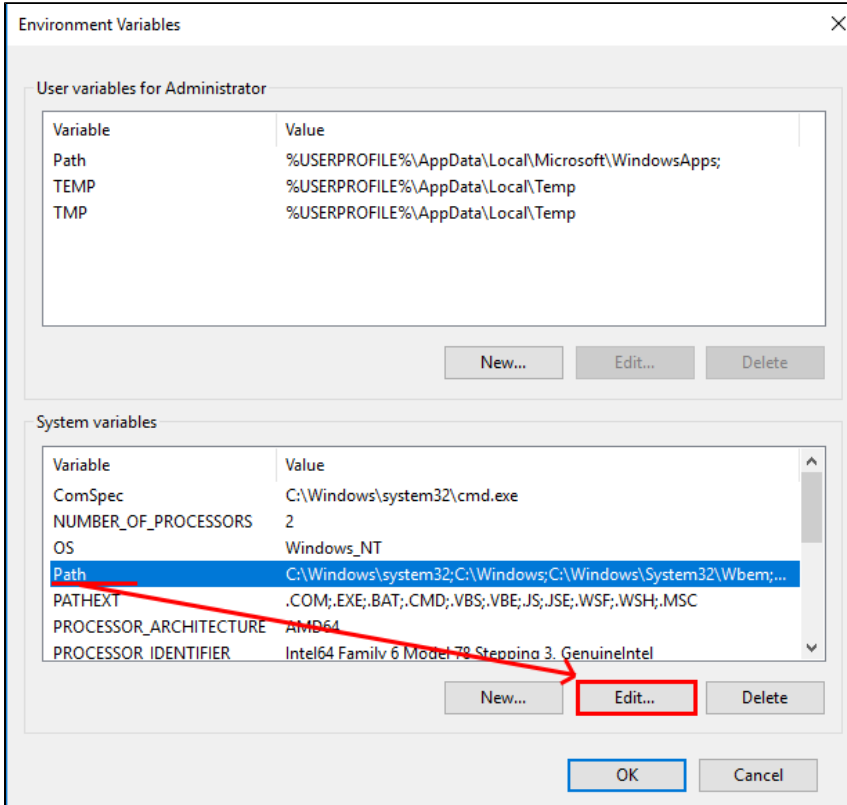 Environment Variables
User variables for Administrator
Variable Value
Path %USERPROFILE%\AppData\Local\Microsoft\WindowsApps;
TEMP %USERPROFILE%\AppData\Local\Temp
TMP %USERPROFILE%\AppData\Local\Temp
New... Edit... Delete
System variables
Variable Value
ComSpec C:\Windows\system32\cmd.exe
NUMBER_OF_PROCESSORS 2
OS Windows_NT
Path C:\Windows\system32;C:\Windows;C:\Windows\System32\Wbem;...
PATHEXT .COM;.EXE;.BAT;.CMD;.VBS;.VBE;.JS;.JSE;.WSF;.WSH;.MSC
PROCESSOR_ARCHITECTURE AMD64
PROCESSOR_IDENTIFIER Intel64 Family 6 Model 78 Stepping 3, GenuineIntel
New... Edit... Delete
OK Cancel